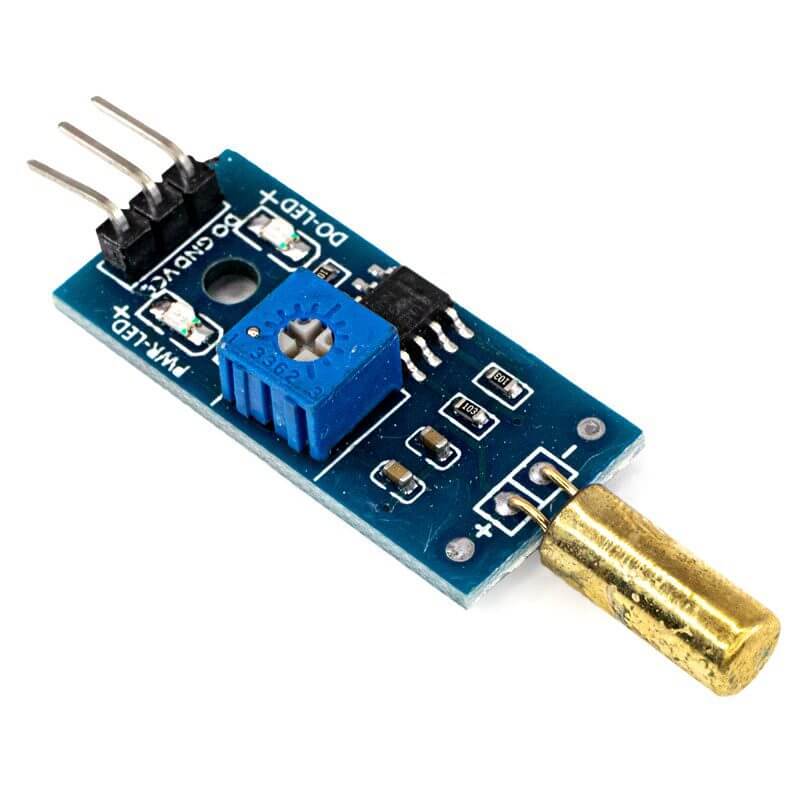 DO-LED+
DO GND VCC
PWR-LED+
3362
103
103
-
+